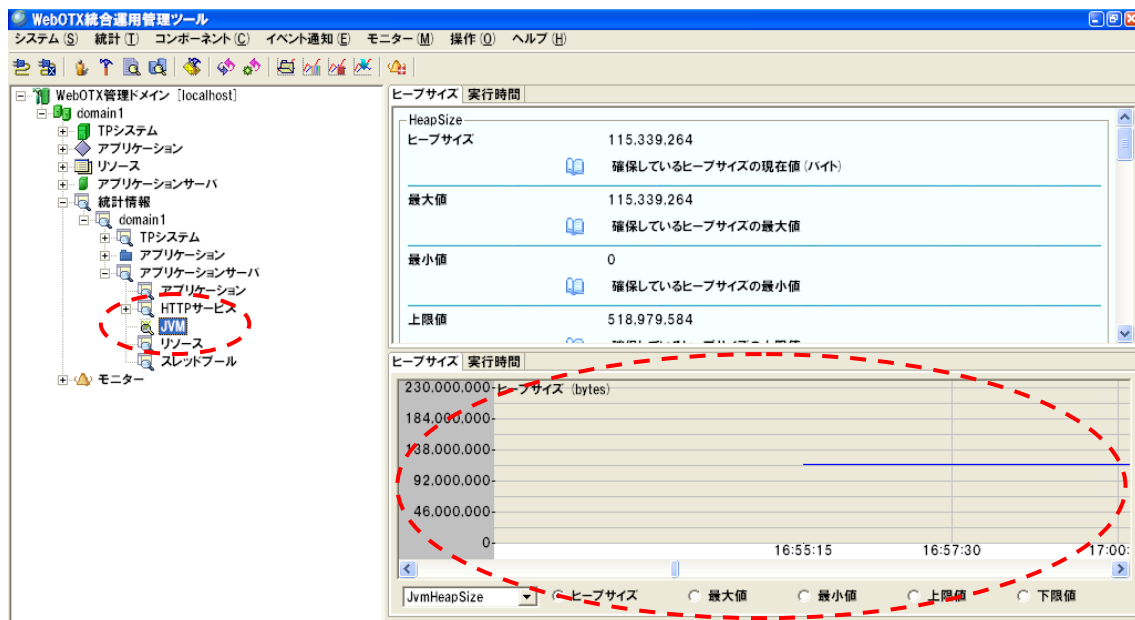 WebOTX統合運用管理ツール
システム(S) 統計(T) コンポーネント(C) イベント通知(E) モニター(M) 操作(O) ヘルプ(H)
WebOTX管理ドメイン [localhost]
domain1
TPシステム
アプリケーション
リソース
アプリケーションサーバ
統計情報
domain1
TPシステム
アプリケーション
アプリケーションサーバ
アプリケーション
HTTPサービス
JVM
リソース
スレッドプール
モニター
ヒープサイズ 実行時間
HeapSize
ヒープサイズ 115,339,264
確保しているヒープサイズの現在値(バイト)
最大値 115,339,264
確保しているヒープサイズの最大値
最小値 0
確保しているヒープサイズの最小値
上限値 518,979,584
ヒープサイズ 実行時間
230,000,000 ヒープサイズ (bytes)
184,000,000
138,000,000
92,000,000
46,000,000
0
16:55:15 16:57:30 17:00:
JvmHeapSize ヒープサイズ 最大値 最小値 上限値 下限値